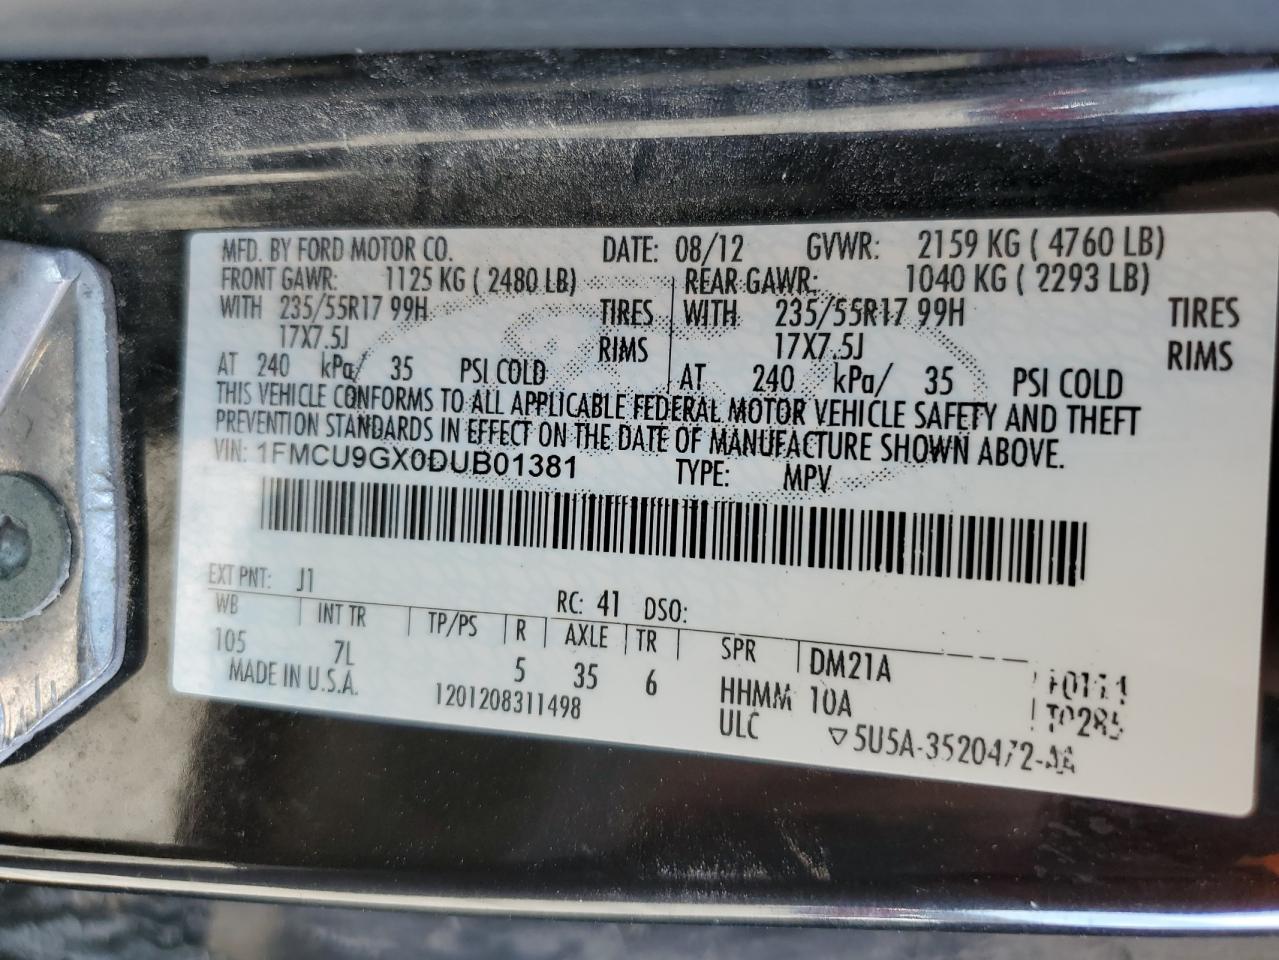 MFD. BY FORD MOTOR CO. DATE: 08/12 GVWR: 2159 KG ( 4760 LB)
FRONT GAWR: 1125 KG ( 2480 LB) REAR GAWR: 1040 KG ( 2293 LB)
WITH 235/55R17 99H TIRES WITH 235/55R17 99H TIRES
17X7.5J RIMS 17X7.5J RIMS
AT 240 kPa/ 35 PSI COLD AT 240 kPa/ 35 PSI COLD
THIS VEHICLE CONFORMS TO ALL APPLICABLE FEDERAL MOTOR VEHICLE SAFETY AND THEFT
PREVENTION STANDARDS IN EFFECT ON THE DATE OF MANUFACTURE SHOWN ABOVE.
VIN: 1FMCU9GX0DUB01381 TYPE: MPV
EXT PNT: J1 RC: 41 DSO:
WB INT TR TP/PS R AXLE TR SPR DM21A
105 7L 5 35 6 HHMM 10A
MADE IN U.S.A. 1201208311498 ULC T0285
▽5U5A-3520472-AA